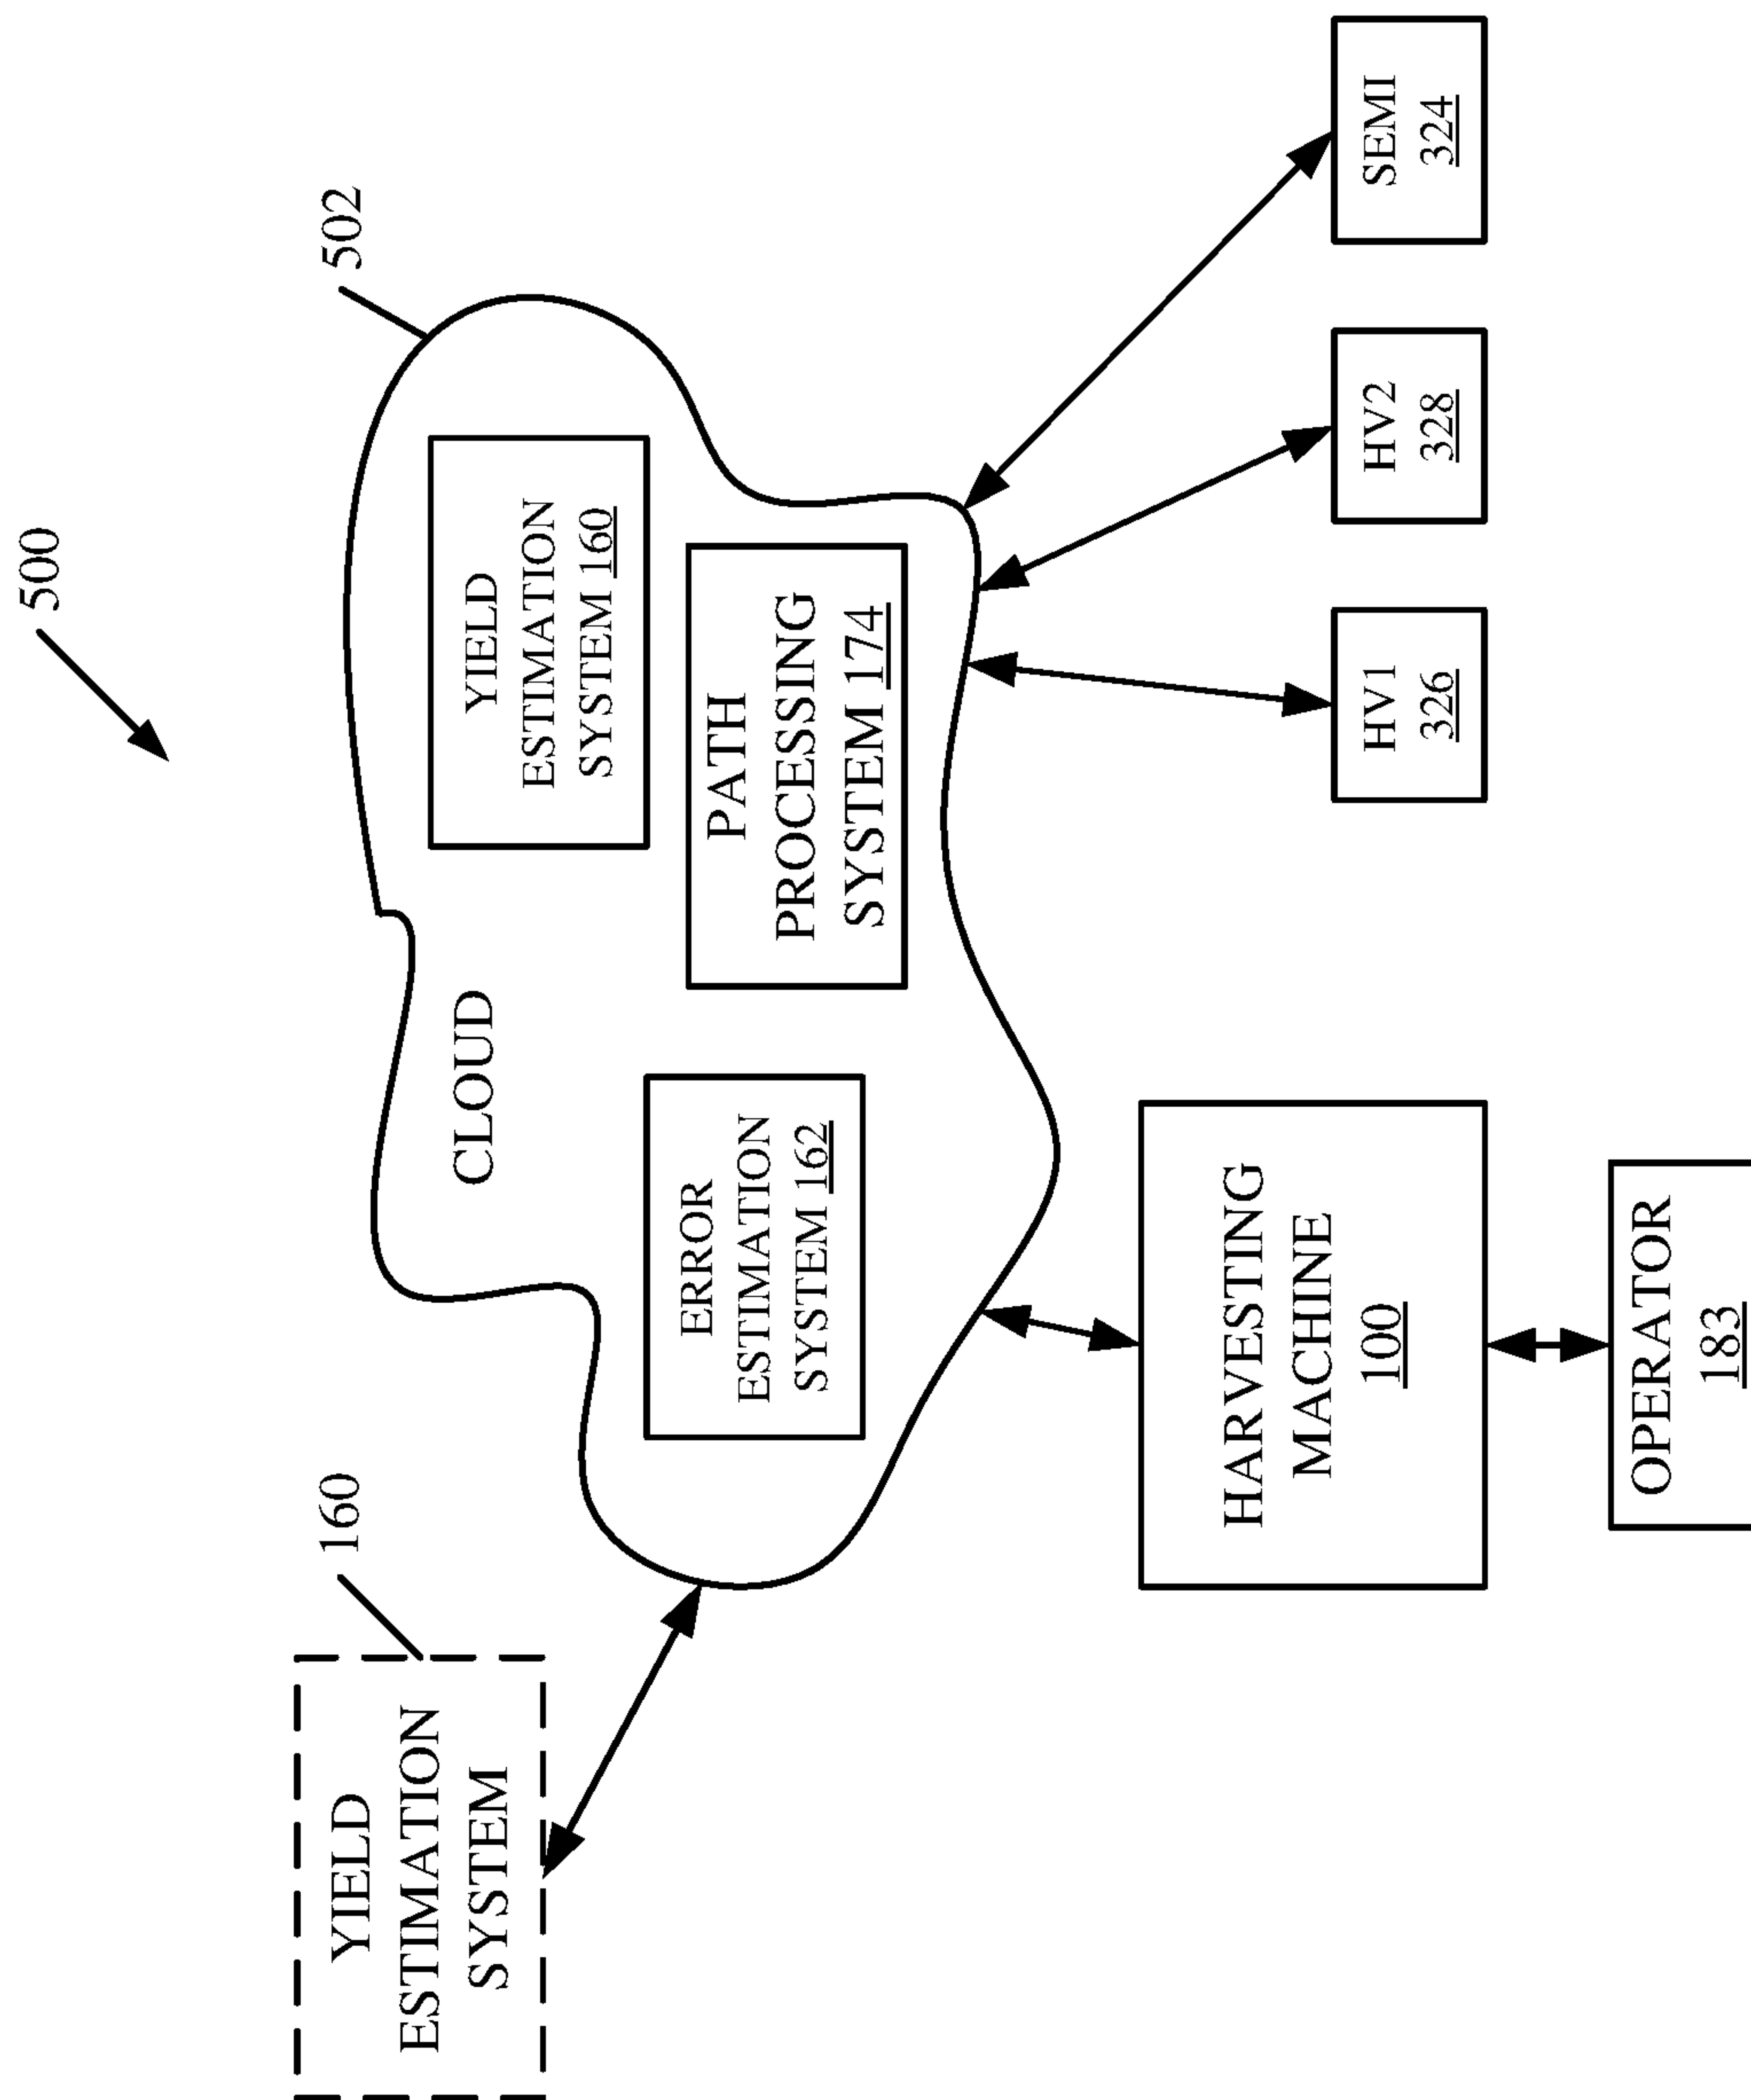 500
502
160
YIELD
ESTIMATION
SYSTEM
CLOUD
YIELD
ESTIMATION
SYSTEM 160
ERROR
ESTIMATION
SYSTEM 162
PATH
PROCESSING
SYSTEM 174
HARVESTING
MACHINE
100
HV1
326
HV2
328
SEMI
324
OPERATOR
183